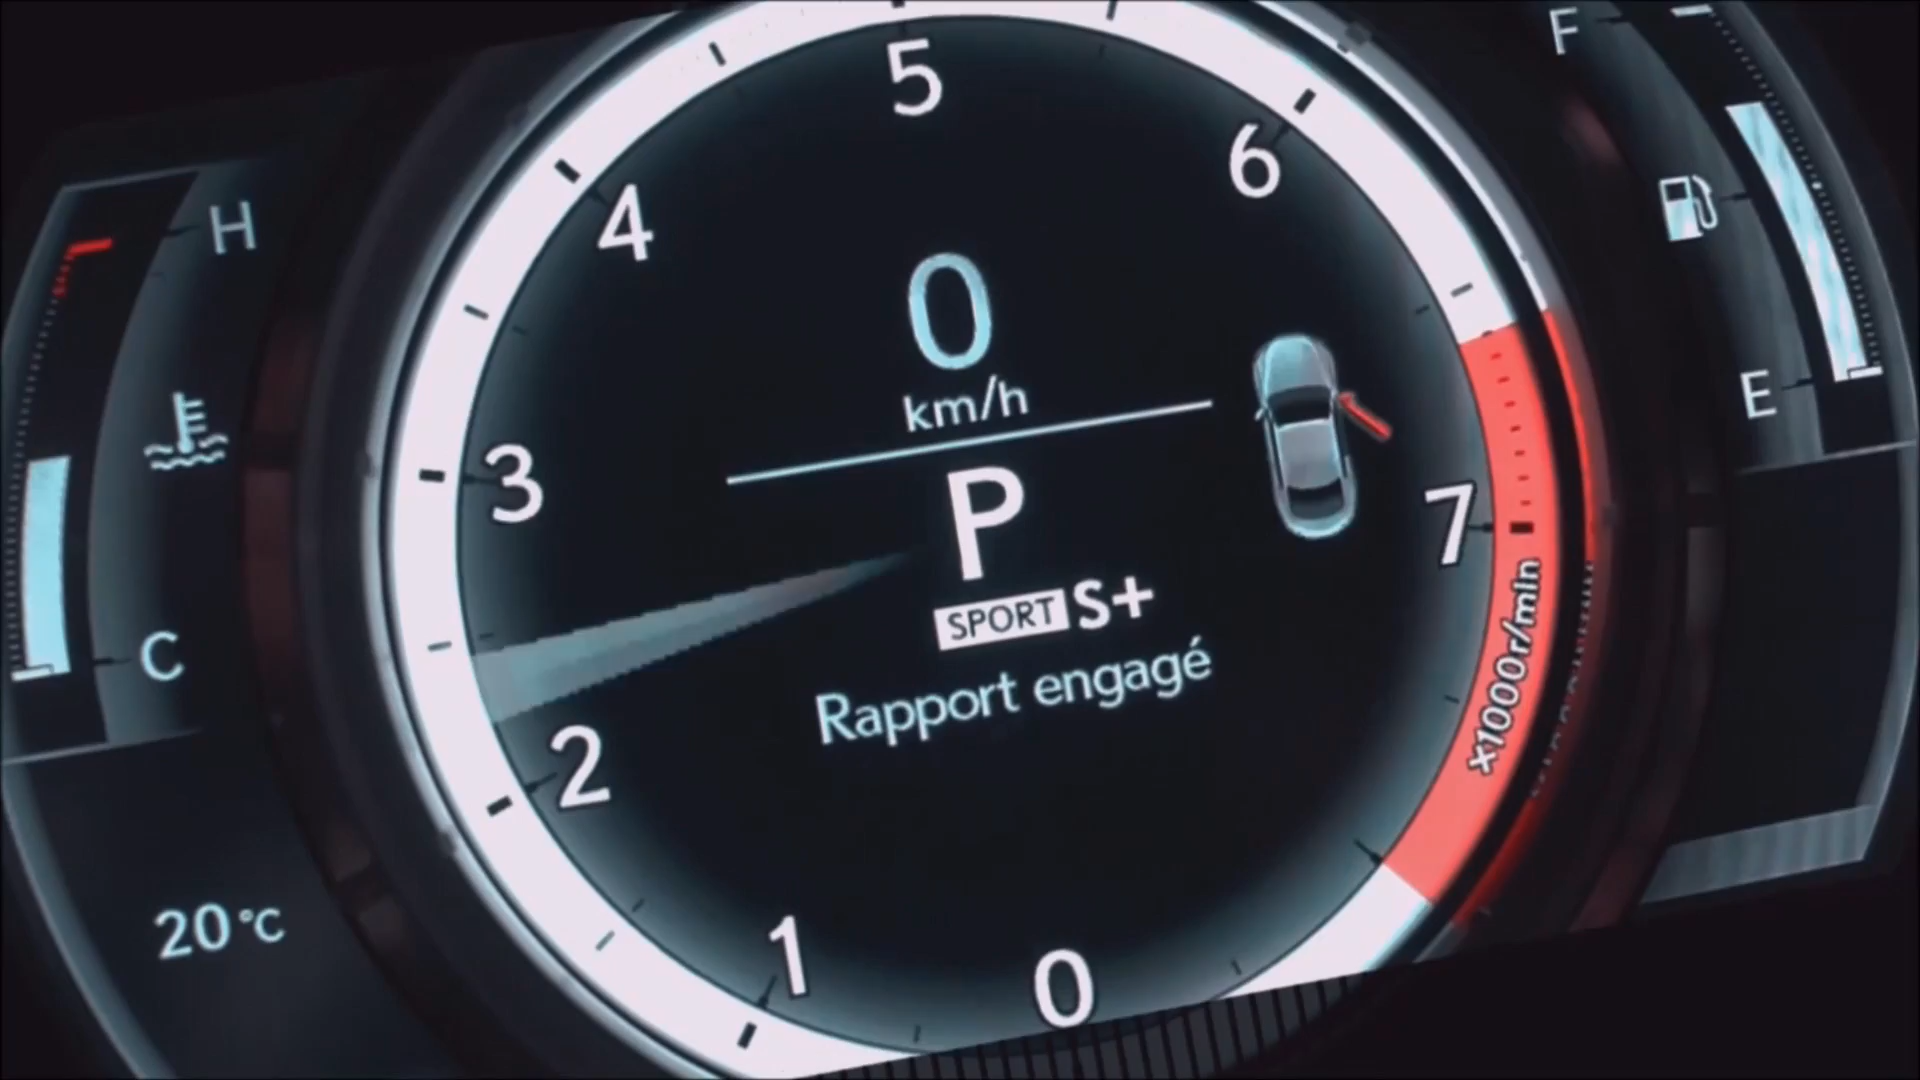 5
F
6
4
H
0
km/h
E
3
P
7
SPORT S+
C
Rapport engagé
x1000r/min
2
20°C
1
0